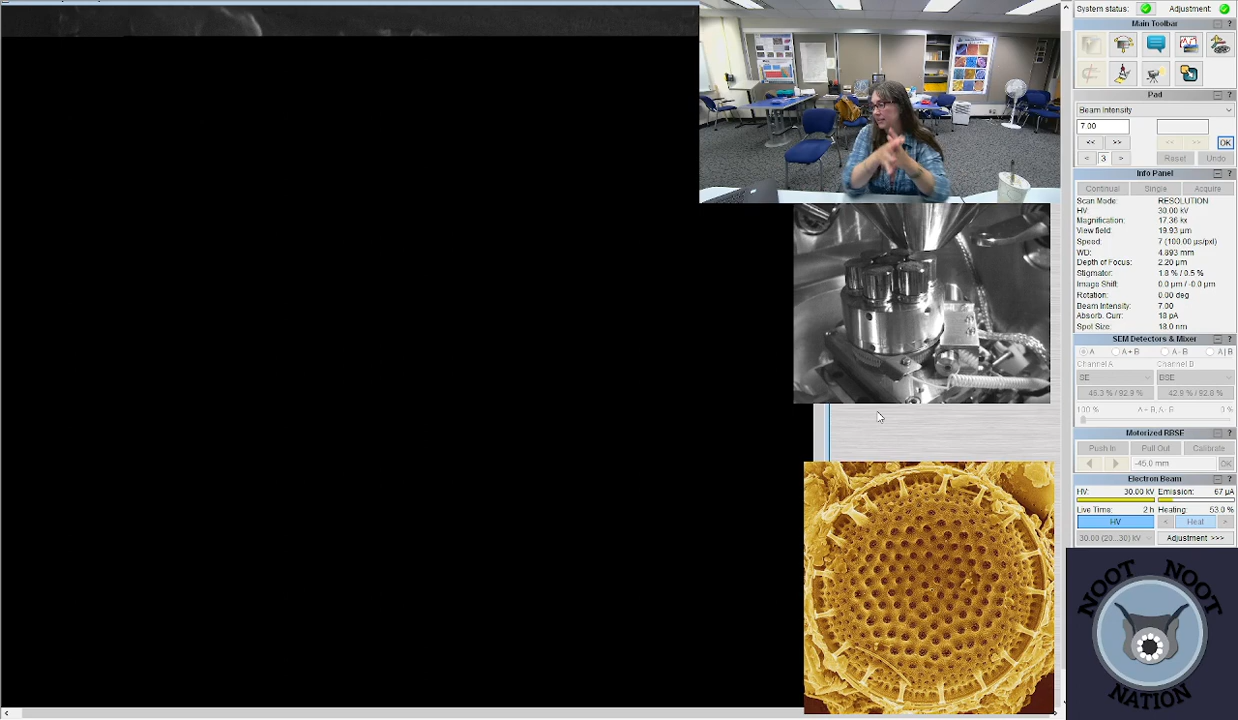 System status: Adjustment:
Main Toolbar
Pad
Beam Intensity
7.00
<< >> << >> OK
< 3 > Reset Undo
Info Panel
Continual Single Acquire
Scan Mode: RESOLUTION
HV: 30.00 kV
Magnification: 17.36 kx
View field: 19.93 µm
Speed: 7 (100.00 µs/pxl)
WD: 4.893 mm
Depth of Focus: 2.20 µm
Stigmator: 1.8 % / 0.5 %
Image Shift: 0.0 µm / -0.0 µm
Rotation: 0.00 deg
Beam Intensity: 7.00
Absorb. Curr: 18 pA
Spot Size: 18.0 nm
SEM Detectors & Mixer
A A + B A - B A | B
Channel A Channel B
SE BSE
45.3 % / 92.9 % 42.9 % / 92.8 %
100 % A + B, A - B 0 %
Motorized RBSE
Push In Pull Out Calibrate
-45.0 mm OK
Electron Beam
HV: 30.00 kV Emission: 67 µA
Live Time: 2 h Heating: 53.0 %
HV < Heat >
30.00 (20...30) kV Adjustment >>>
NOOT NOOT
NATION